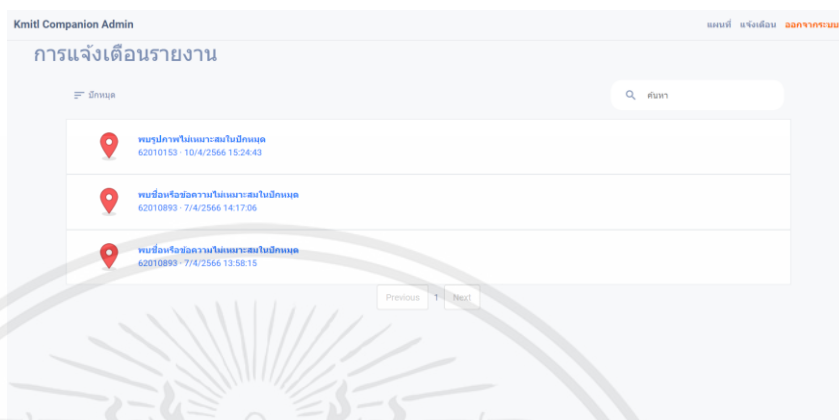 Kmitl Companion Admin
แผนที่ แจ้งเตือน ออกจากระบบ
การแจ้งเตือนรายงาน
ปักหมุด
ค้นหา
พบรูปภาพไม่เหมาะสมในปักหมุด
62010153 · 10/4/2566 15:24:43
พบชื่อหรือข้อความไม่เหมาะสมในปักหมุด
62010893 · 7/4/2566 14:17:06
พบชื่อหรือข้อความไม่เหมาะสมในปักหมุด
62010893 · 7/4/2566 13:58:15
Previous 1 Next